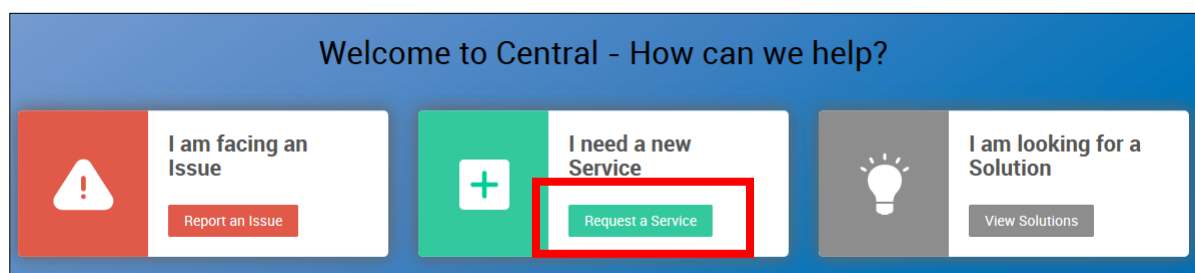 Welcome to Central - How can we help?
I am facing an
Issue
Report an Issue
I need a new
Service
Request a Service
I am looking for a
Solution
View Solutions